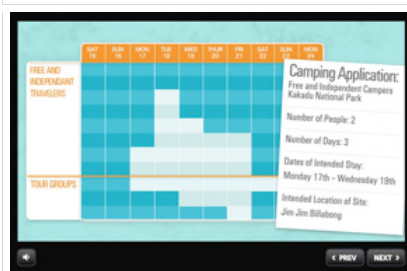 SAT SUN MON TUE WED THUR FRI SAT SUN MON
15 16 17 18 19 20 21 22 23 24
FREE AND
INDEPENDANT
TRAVELERS
TOUR GROUPS
Camping Application:
Free and Independent Campers
Kakadu National Park
Number of People: 2
Number of Days: 3
Dates of Intended Stay:
Monday 17th - Wednesday 19th
Intended Location of Site:
Jim Jim Billabong
< PREV
NEXT >